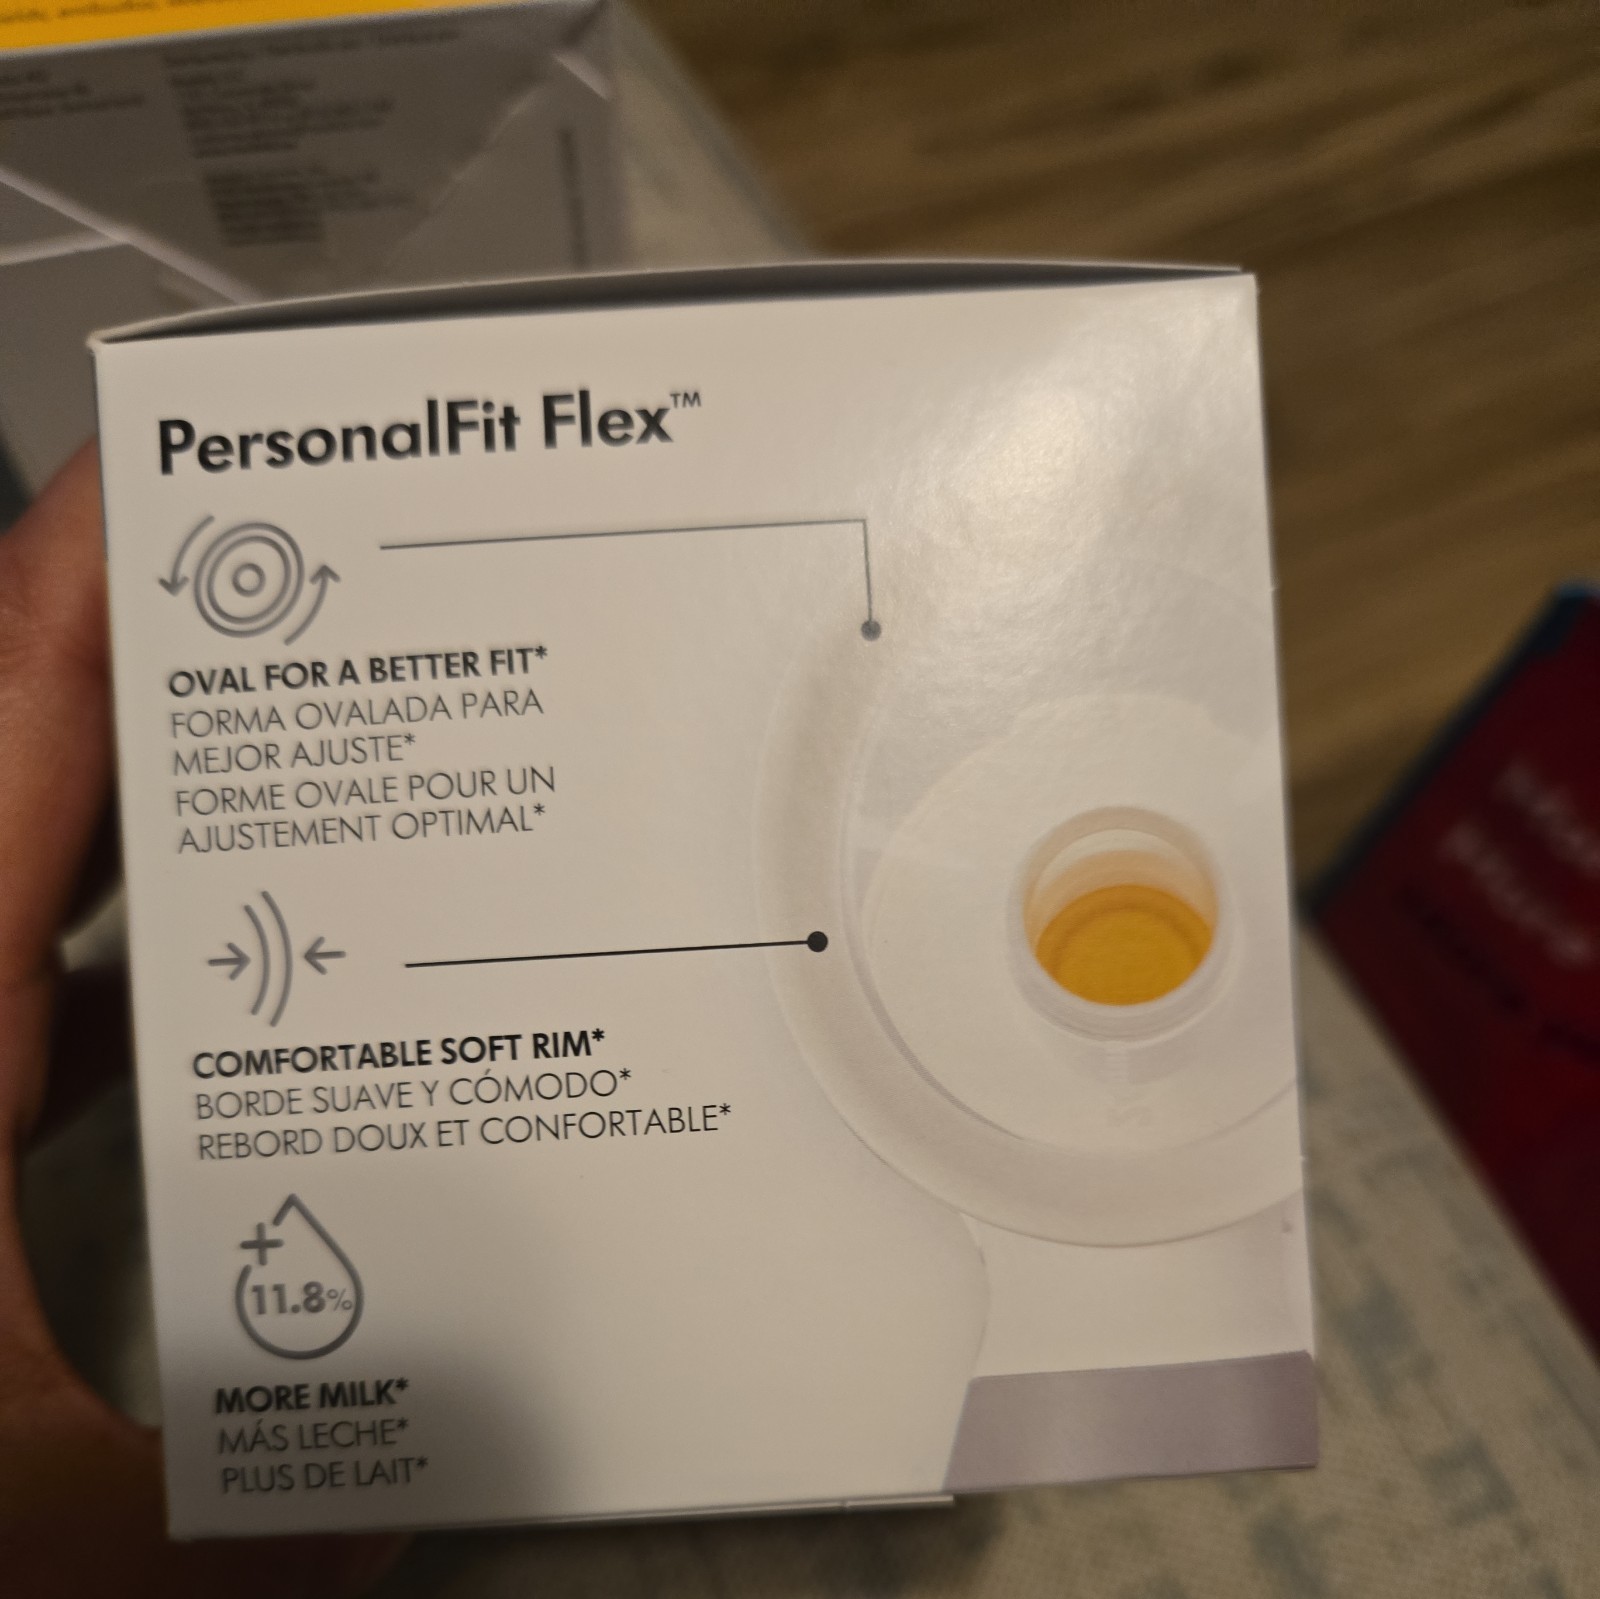 PersonalFit Flex™
OVAL FOR A BETTER FIT*
FORMA OVALADA PARA
MEJOR AJUSTE*
FORME OVALE POUR UN
AJUSTEMENT OPTIMAL*
COMFORTABLE SOFT RIM*
BORDE SUAVE Y CÓMODO*
REBORD DOUX ET CONFORTABLE*
+
11.8%
MORE MILK*
MÁS LECHE*
PLUS DE LAIT*